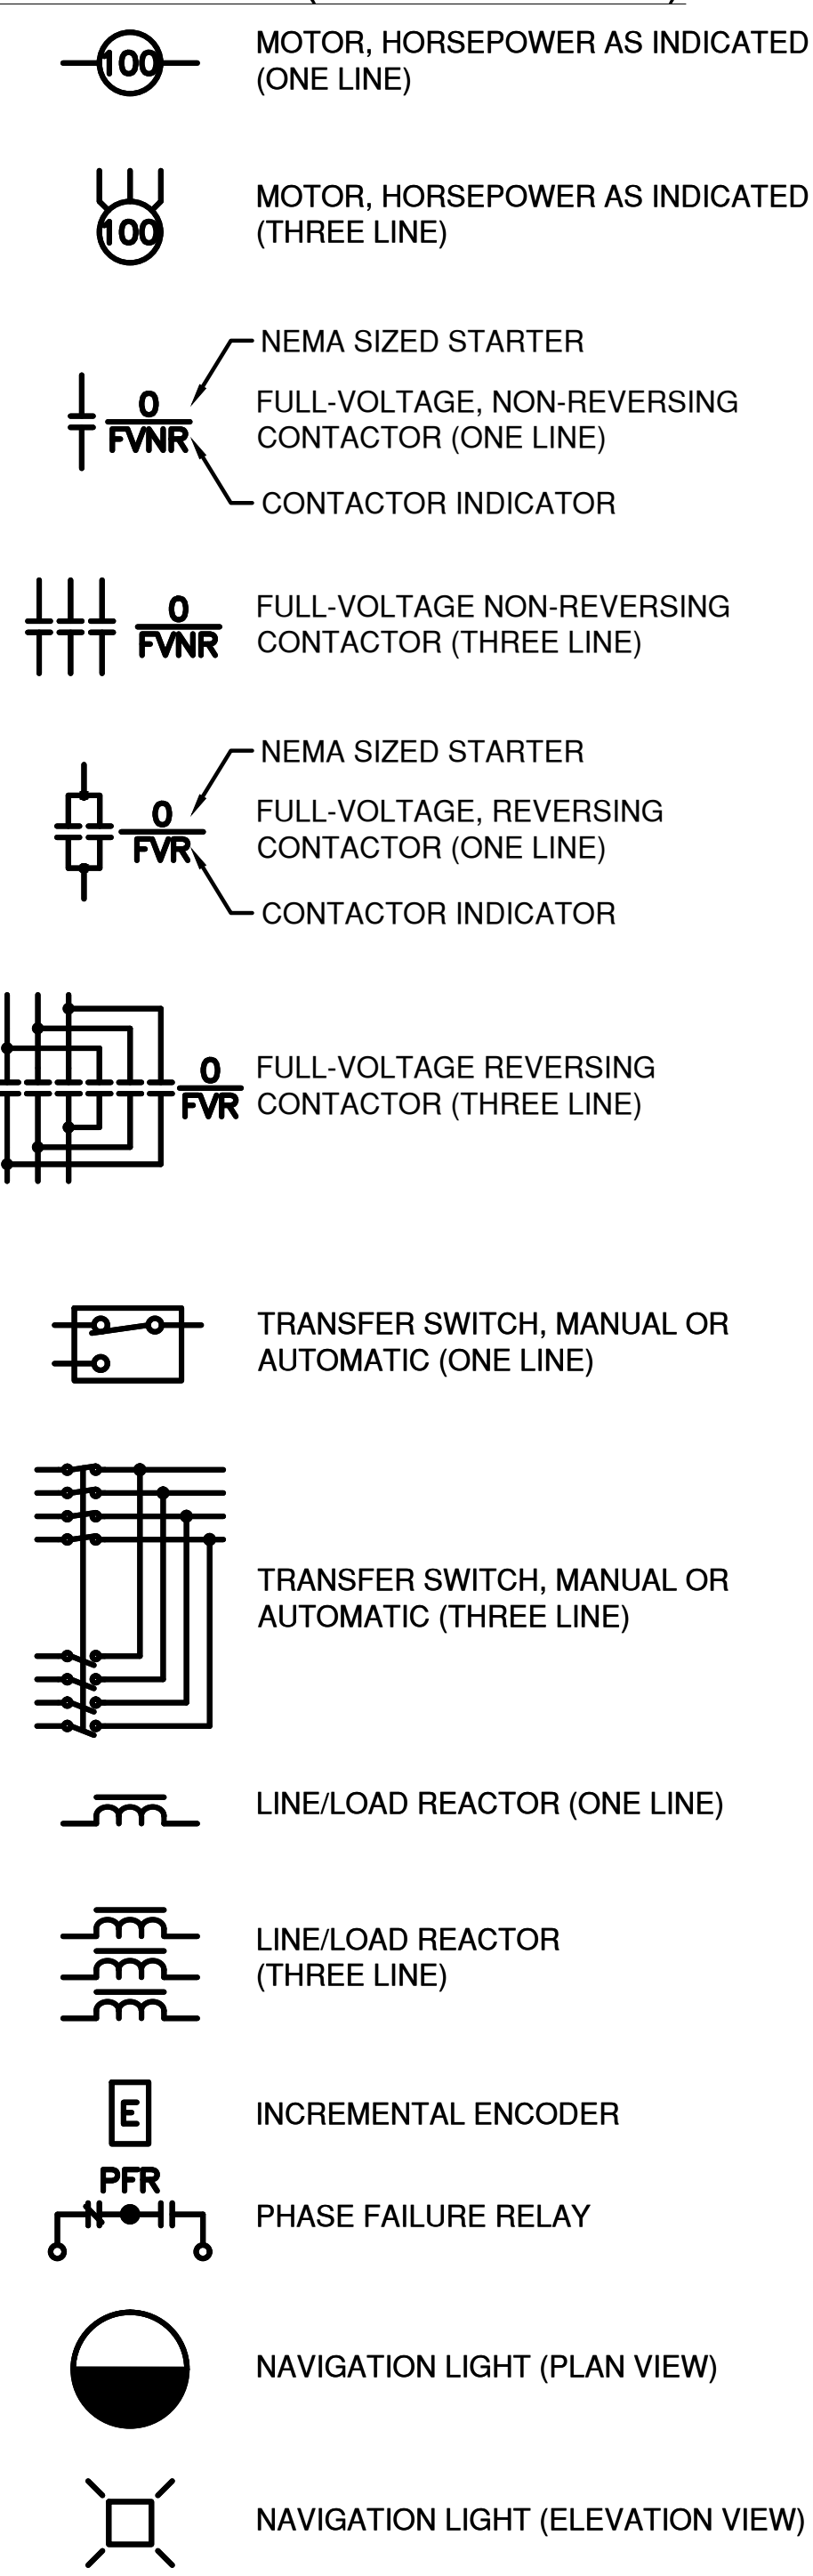 MOTOR, HORSEPOWER AS INDICATED
(ONE LINE)
100
MOTOR, HORSEPOWER AS INDICATED
(THREE LINE)
100
NEMA SIZED STARTER
0
FVNR
FULL-VOLTAGE, NON-REVERSING
CONTACTOR (ONE LINE)
CONTACTOR INDICATOR
0
FVNR
FULL-VOLTAGE NON-REVERSING
CONTACTOR (THREE LINE)
NEMA SIZED STARTER
0
FVR
FULL-VOLTAGE, REVERSING
CONTACTOR (ONE LINE)
CONTACTOR INDICATOR
0
FVR
FULL-VOLTAGE REVERSING
CONTACTOR (THREE LINE)
TRANSFER SWITCH, MANUAL OR
AUTOMATIC (ONE LINE)
TRANSFER SWITCH, MANUAL OR
AUTOMATIC (THREE LINE)
LINE/LOAD REACTOR (ONE LINE)
LINE/LOAD REACTOR
(THREE LINE)
E
INCREMENTAL ENCODER
PFR
PHASE FAILURE RELAY
NAVIGATION LIGHT (PLAN VIEW)
NAVIGATION LIGHT (ELEVATION VIEW)